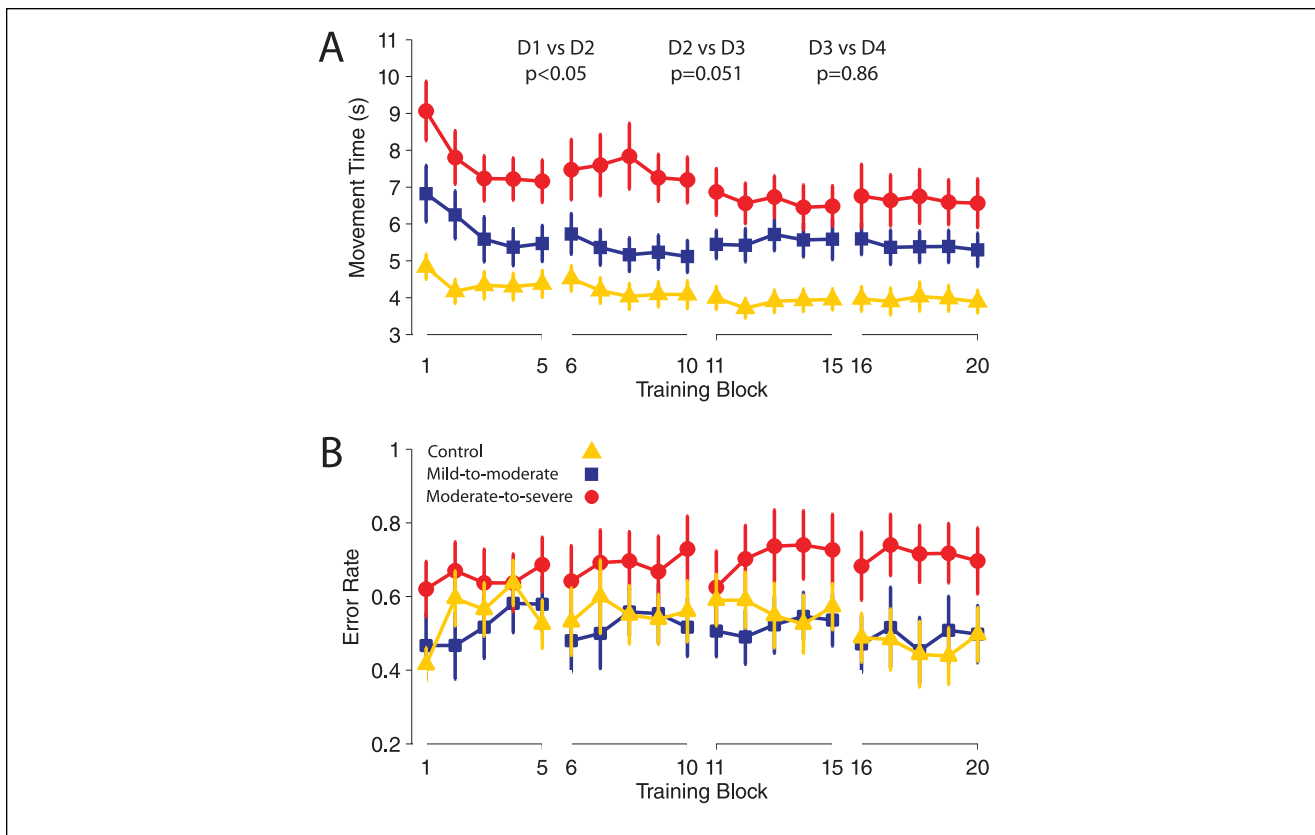 A
D1 vs D2 D2 vs D3 D3 vs D4
p<0.05 p=0.051 p=0.86
Movement Time (s)
11
10
9
8
7
6
5
4
3
1 5 6 10 11 15 16 20
Training Block
B
Control
Mild-to-moderate
Moderate-to-severe
Error Rate
1
0.8
0.6
0.4
0.2
1 5 6 10 11 15 16 20
Training Block